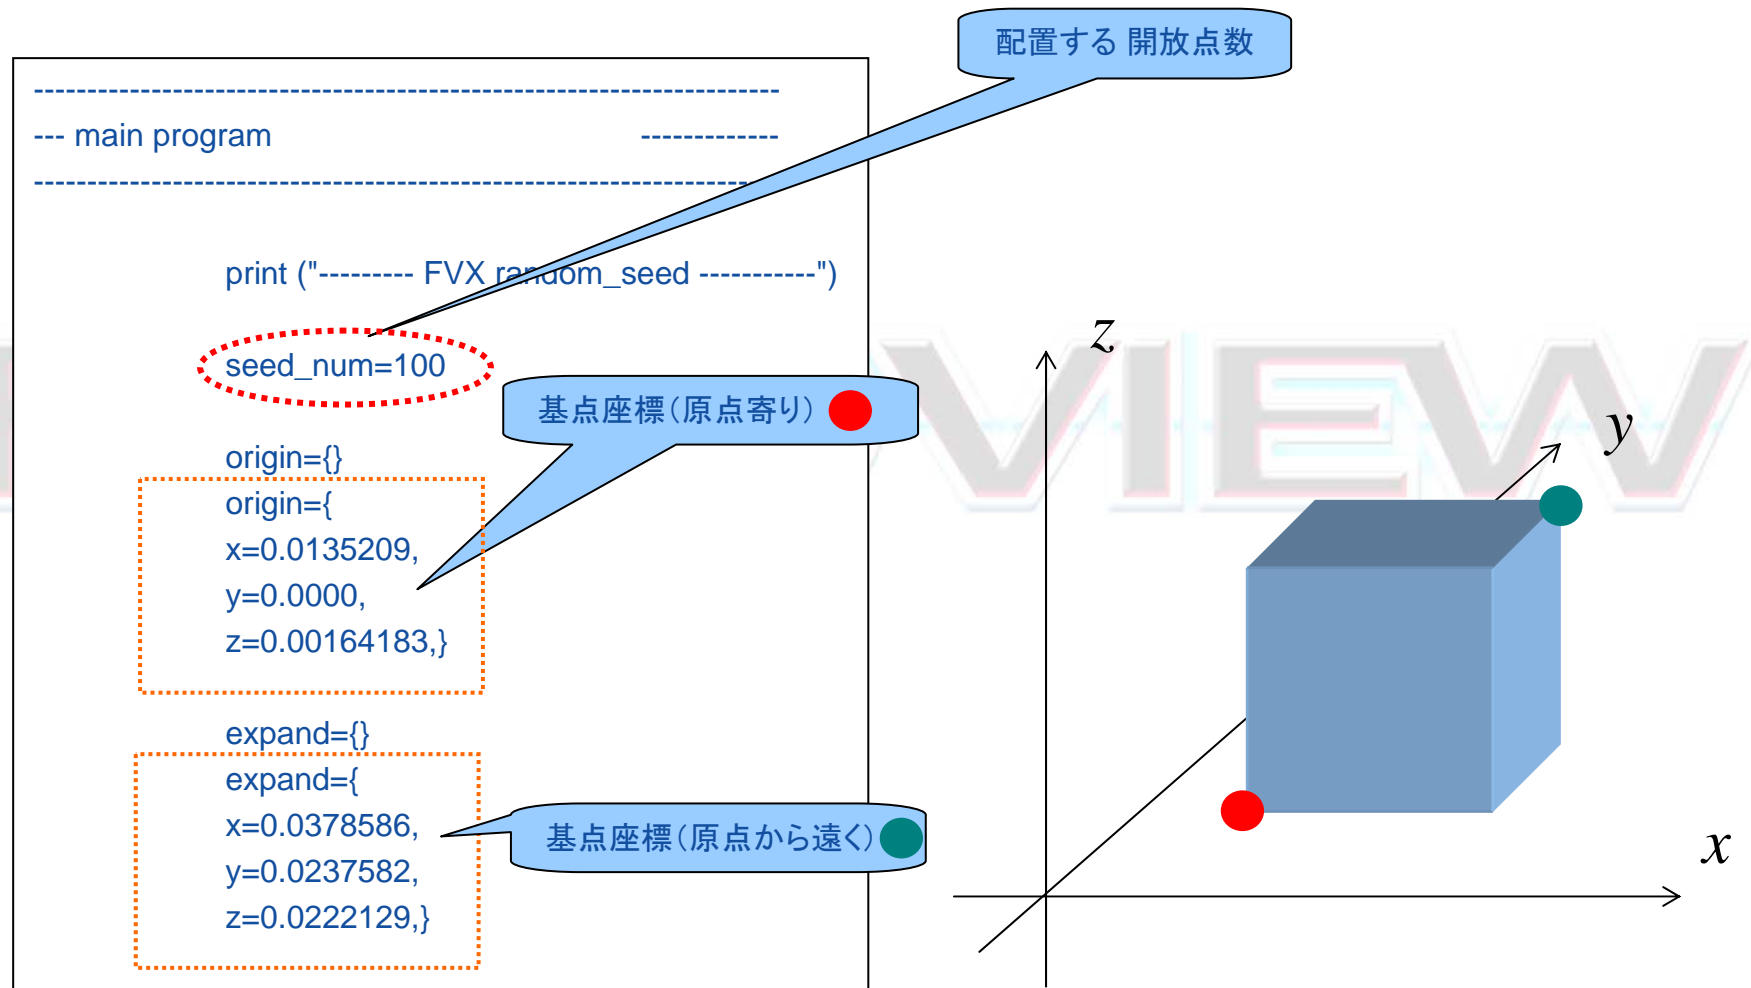 配置する 開放点数
----------------------------------------------------------------------
--- main program -------------
----------------------------------------------------------------------
print ("--------- FVX random_seed -----------")
seed_num=100
基点座標(原点寄り)
origin={}
origin={
x=0.0135209,
y=0.0000,
z=0.00164183,}
expand={}
expand={
x=0.0378586,
基点座標(原点から遠く)
y=0.0237582,
z=0.0222129,}
z
y
x
VIEW